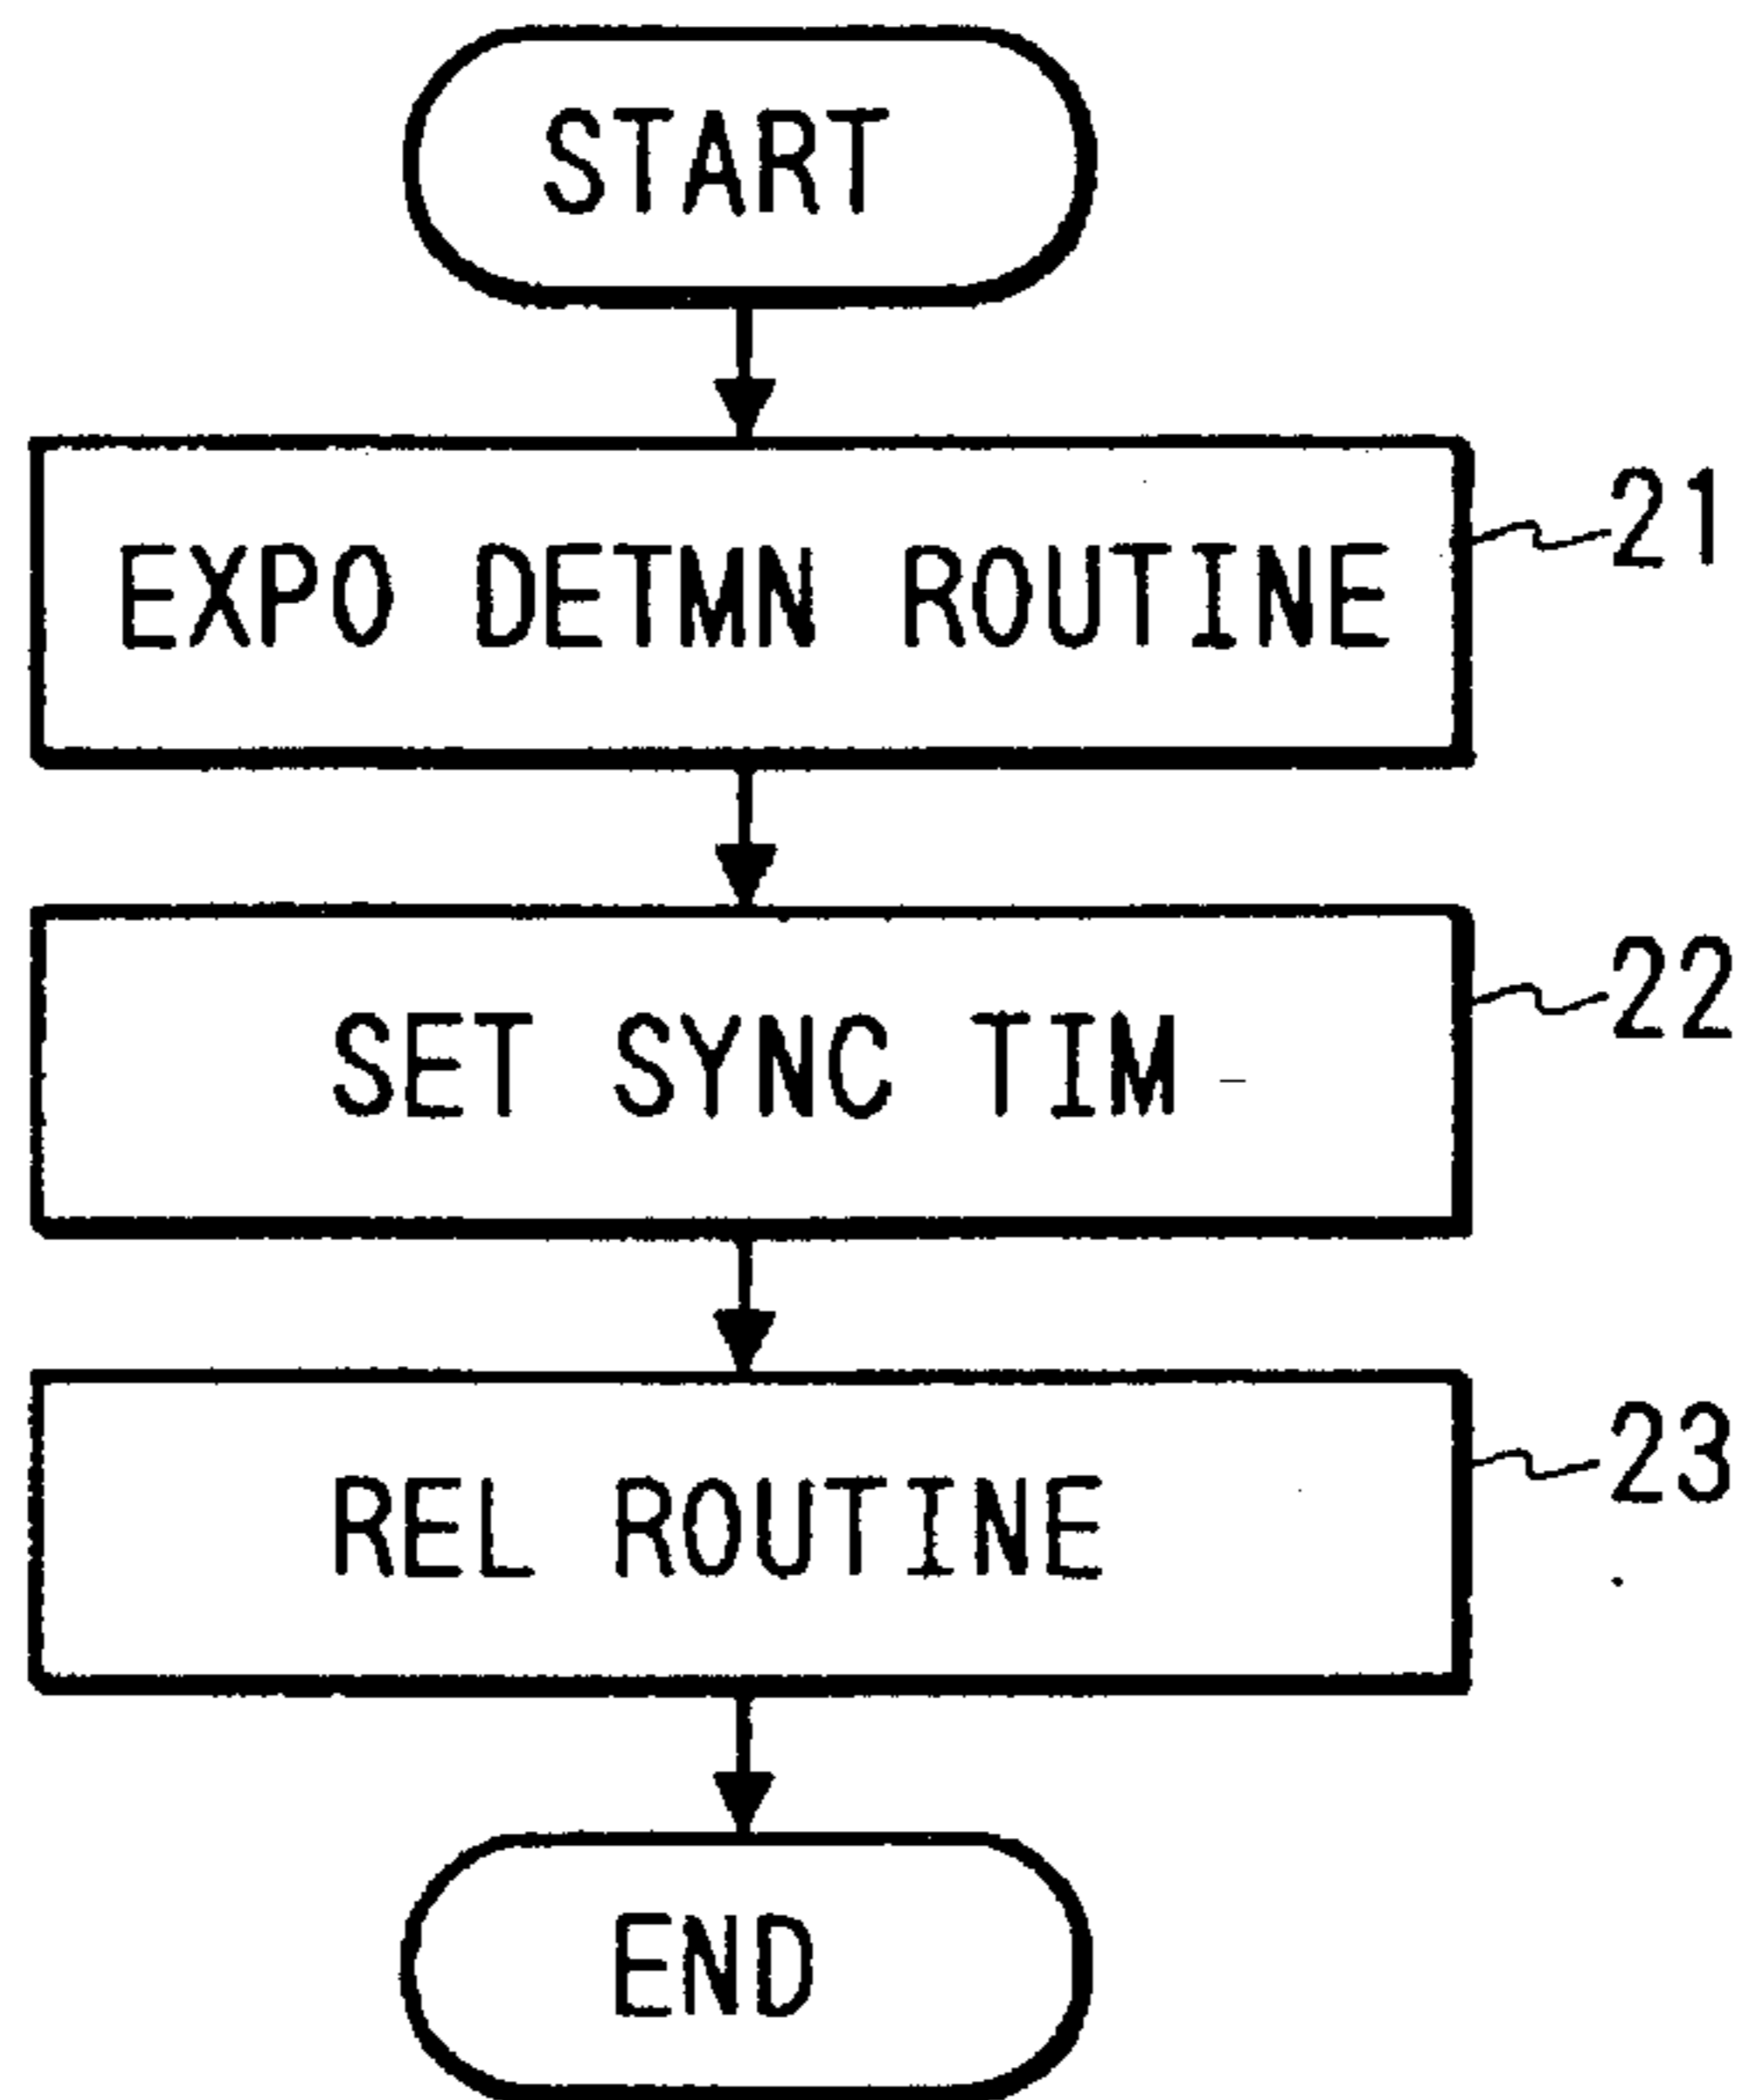 START
EXPO DETMN ROUTINE
21
SET SYNC TIM
22
REL ROUTINE
23
END